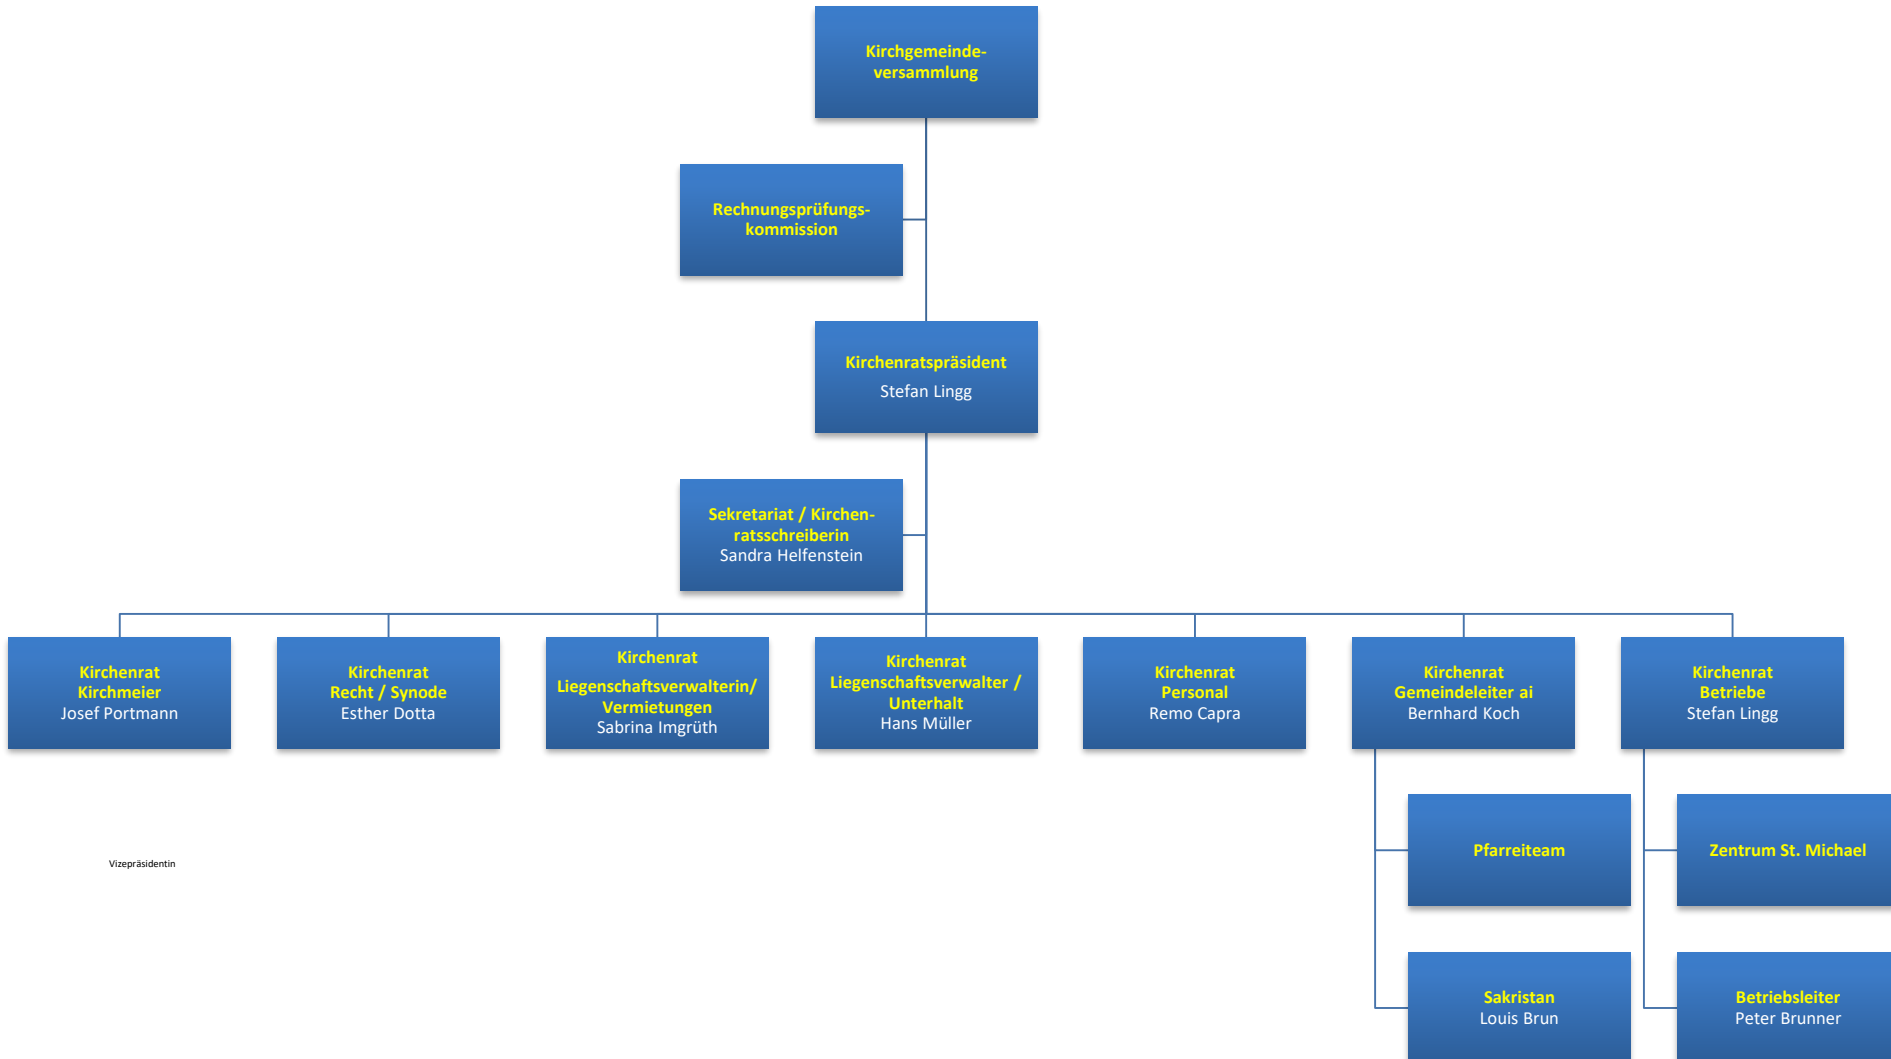 Kirchgemeinde-
versammlung
Rechnungsprüfungs-
kommission
Kirchenratspräsident
Stefan Lingg
Sekretariat / Kirchen-
ratsschreiberin
Sandra Helfenstein
Kirchenrat
Kirchmeier
Josef Portmann
Kirchenrat
Recht / Synode
Esther Dotta
Kirchenrat
Liegenschaftsverwalterin/
Vermietungen
Sabrina Imgrüth
Kirchenrat
Liegenschaftsverwalter /
Unterhalt
Hans Müller
Kirchenrat
Personal
Remo Capra
Kirchenrat
Gemeindeleiter ai
Bernhard Koch
Kirchenrat
Betriebe
Stefan Lingg
Pfarreiteam
Zentrum St. Michael
Vizepräsidentin
Sakristan
Louis Brun
Betriebsleiter
Peter Brunner